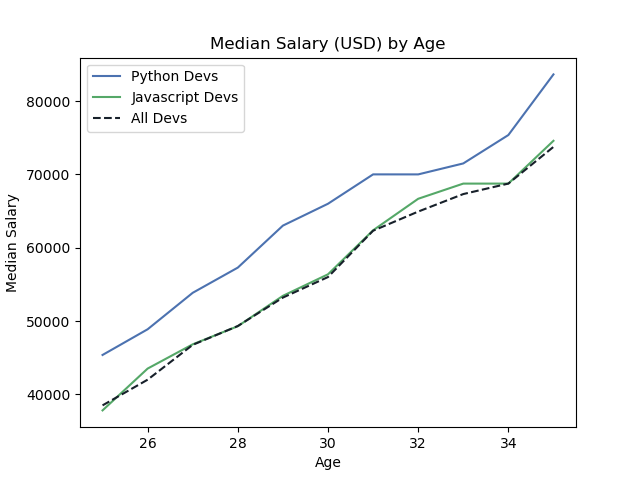 Median Salary (USD) by Age
Python Devs
Javascript Devs
All Devs
80000
70000
60000
50000
40000
Median Salary
26 28 30 32 34
Age